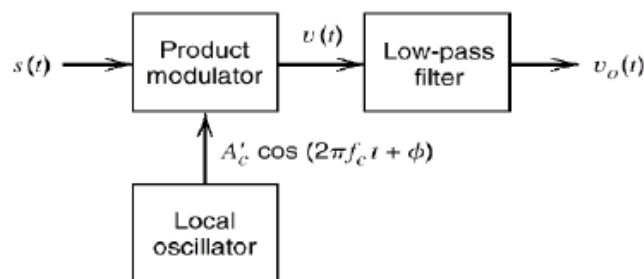 s(t)
Product
modulator
v(t)
Low-pass
filter
v_o(t)
A'_c cos (2πf_c t + ϕ)
Local
oscillator